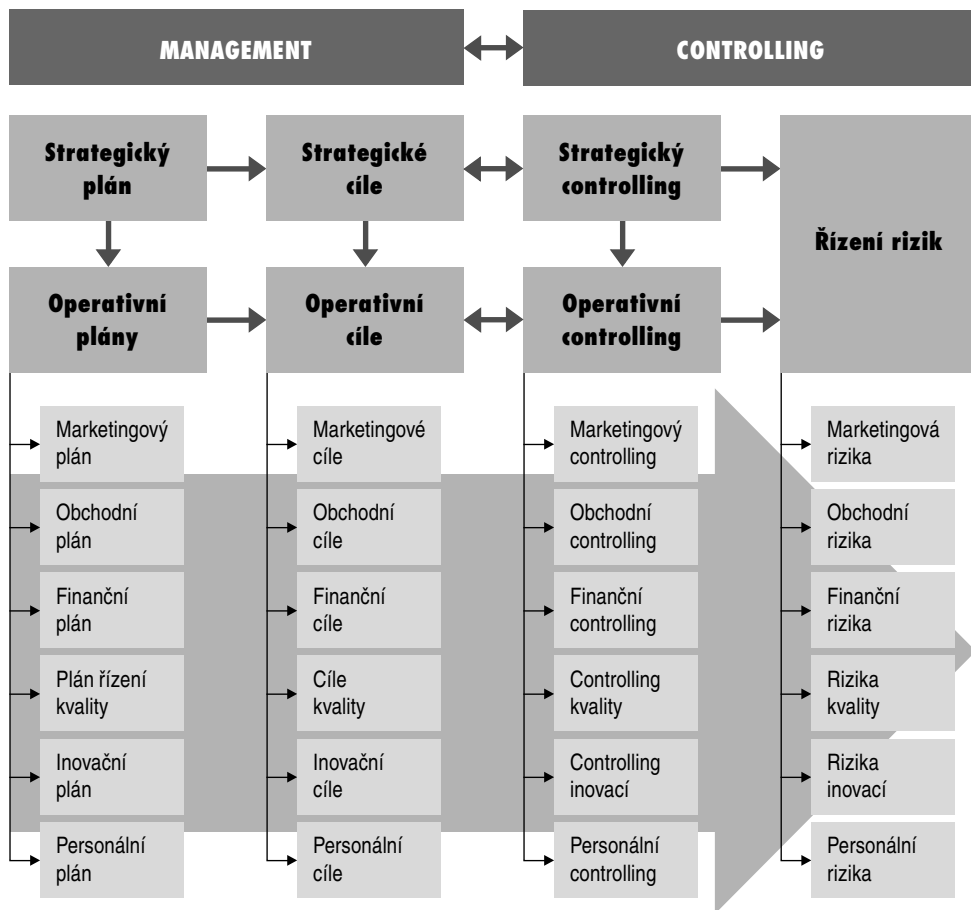 MANAGEMENT
CONTROLLING
Strategický
plán
Strategické
cíle
Strategický
controlling
Řízení rizik
Operativní
plány
Operativní
cíle
Operativní
controlling
Marketingový
plán
Marketingové
cíle
Marketingový
controlling
Marketingová
rizika
Obchodní
plán
Obchodní
cíle
Obchodní
controlling
Obchodní
rizika
Finanční
plán
Finanční
cíle
Finanční
controlling
Finanční
rizika
Plán řízení
kvality
Cíle
kvality
Controlling
kvality
Rizika
kvality
Inovační
plán
Inovační
cíle
Controlling
inovací
Rizika
inovací
Personální
plán
Personální
cíle
Personální
controlling
Personální
rizika